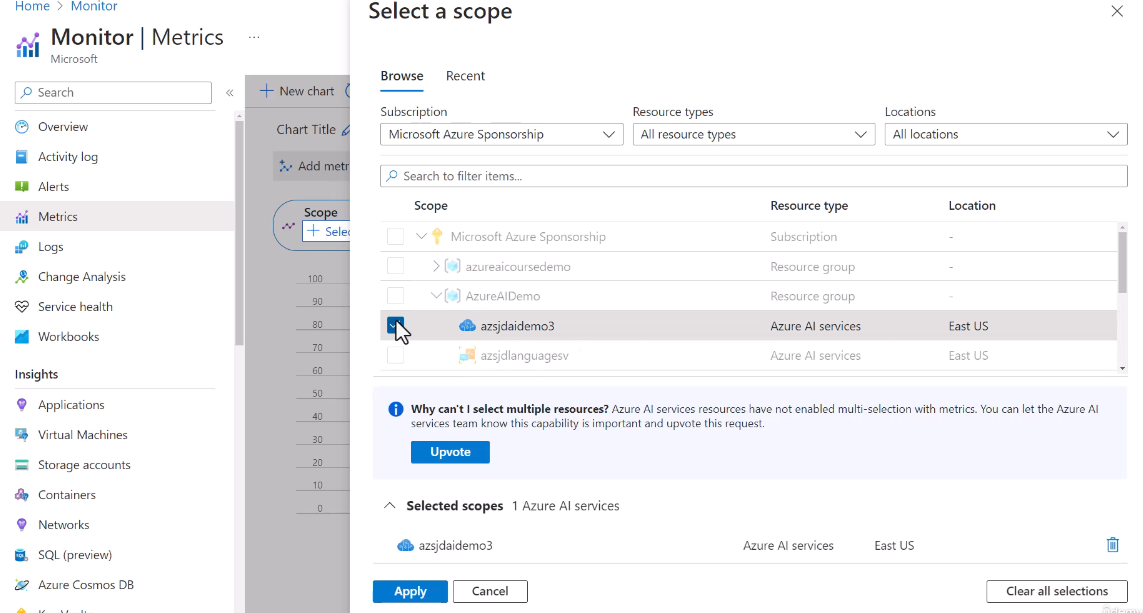 Home > Monitor
Monitor | Metrics ...
Microsoft
Search «
Overview
Activity log
Alerts
Metrics
Logs
Change Analysis
Service health
Workbooks
Insights
Applications
Virtual Machines
Storage accounts
Containers
Networks
SQL (preview)
Azure Cosmos DB
New chart
Chart Title
Add metr
Scope
Selec
100
90
80
70
60
50
40
30
20
10
0
Select a scope
Browse Recent
Subscription Resource types Locations
Microsoft Azure Sponsorship All resource types All locations
Search to filter items...
Scope Resource type Location
Microsoft Azure Sponsorship Subscription -
azureaicoursedemo Resource group -
AzureAIDemo Resource group -
azsjdaidemo3 Azure AI services East US
azsjdlanguagesv Azure AI services East US
Why can't I select multiple resources? Azure AI services resources have not enabled multi-selection with metrics. You can let the Azure AI
services team know this capability is important and upvote this request.
Upvote
Selected scopes 1 Azure AI services
azsjdaidemo3 Azure AI services East US
Apply Cancel Clear all selections